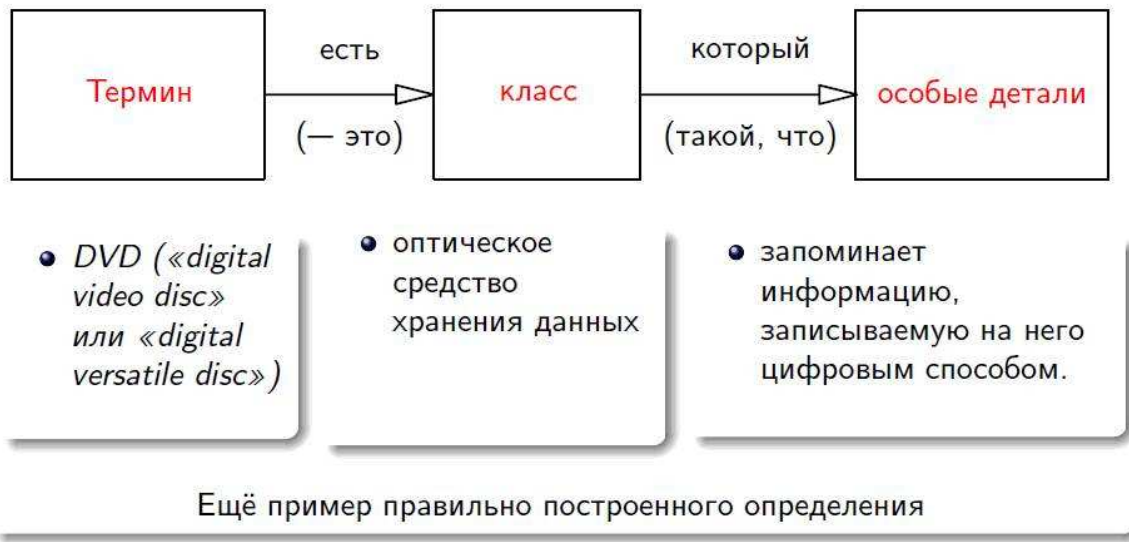 есть
который
Термин
класс
особые детали
(— это)
(такой, что)
DVD («digital
video disc»
или «digital
versatile disc»)
оптическое
средство
хранения данных
запоминает
информацию,
записываемую на него
цифровым способом.
Ещё пример правильно построенного определения